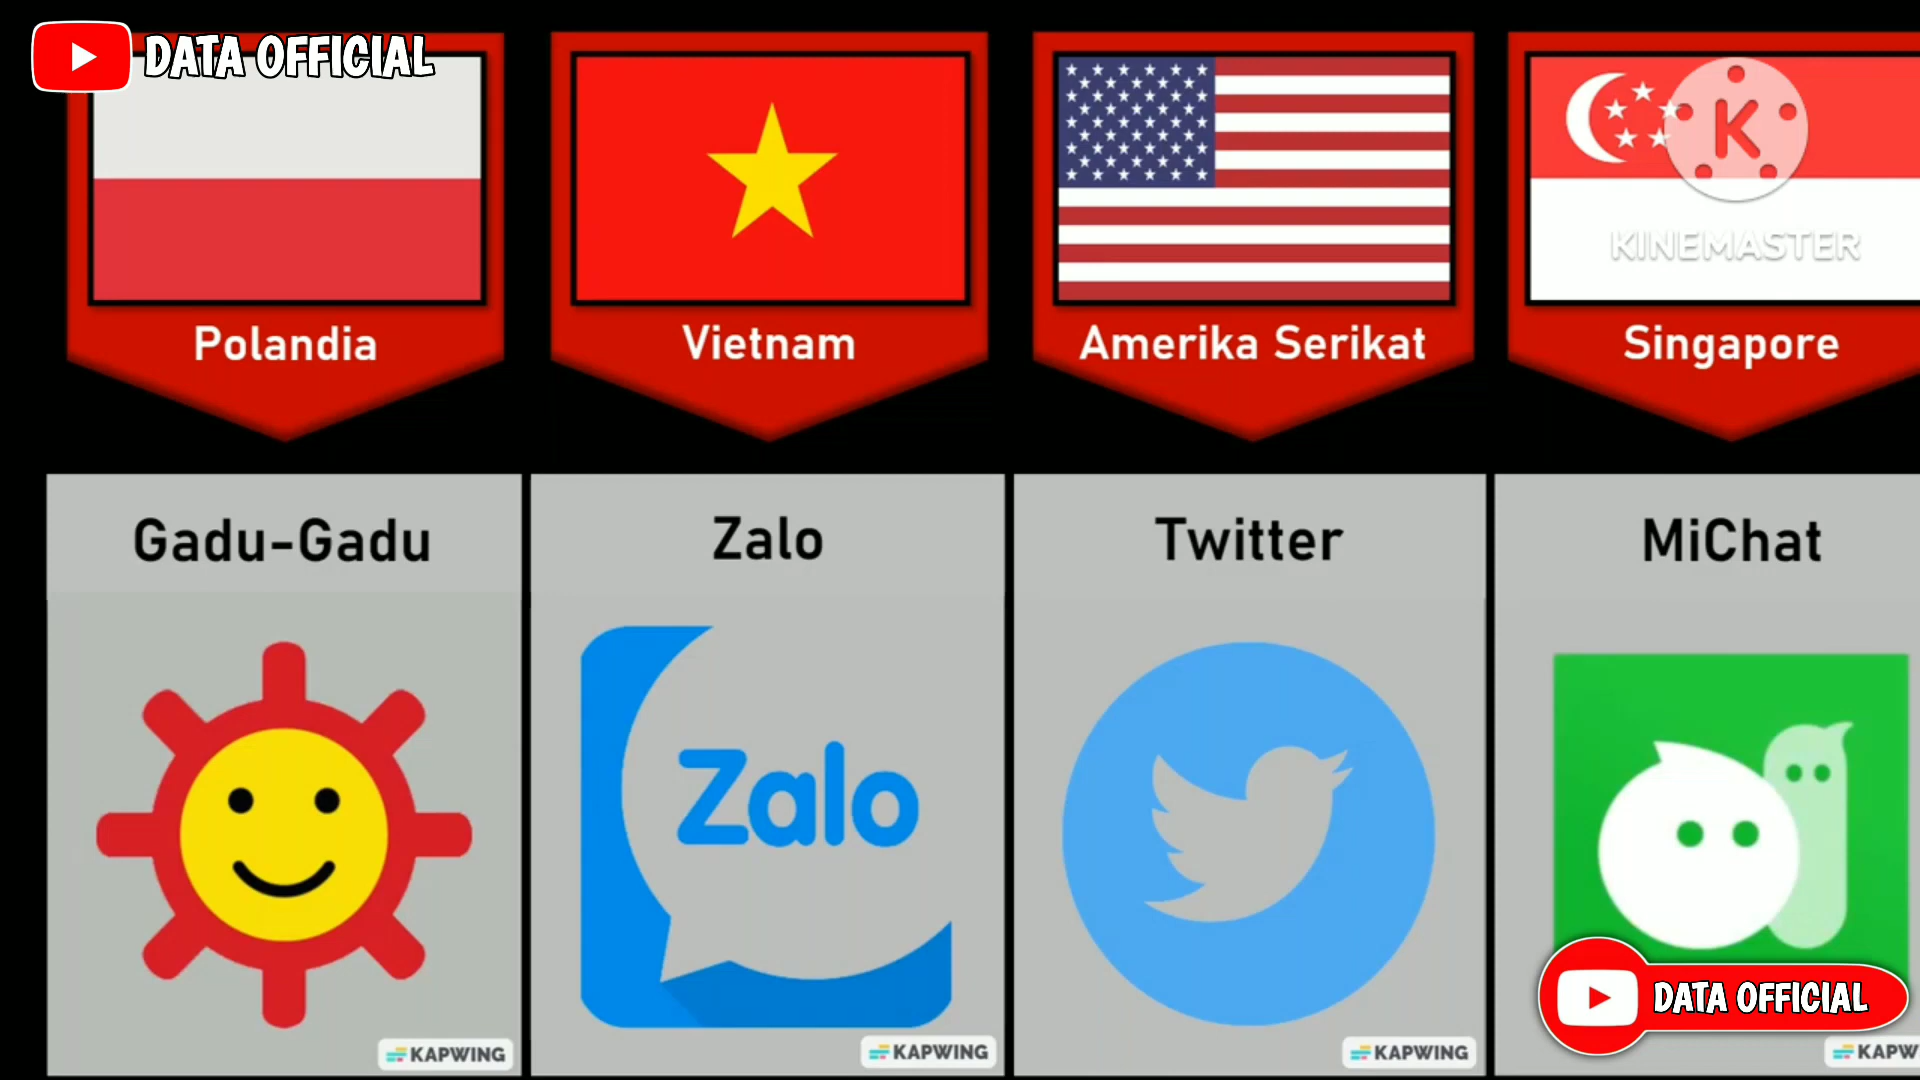 DATA OFFICIAL
KINEMASTER
Polandia
Vietnam
Amerika Serikat
Singapore
Gadu-Gadu
Zalo
Twitter
MiChat
Zalo
DATA OFFICIAL
KAPWING
KAPWING
KAPWING
KAPW